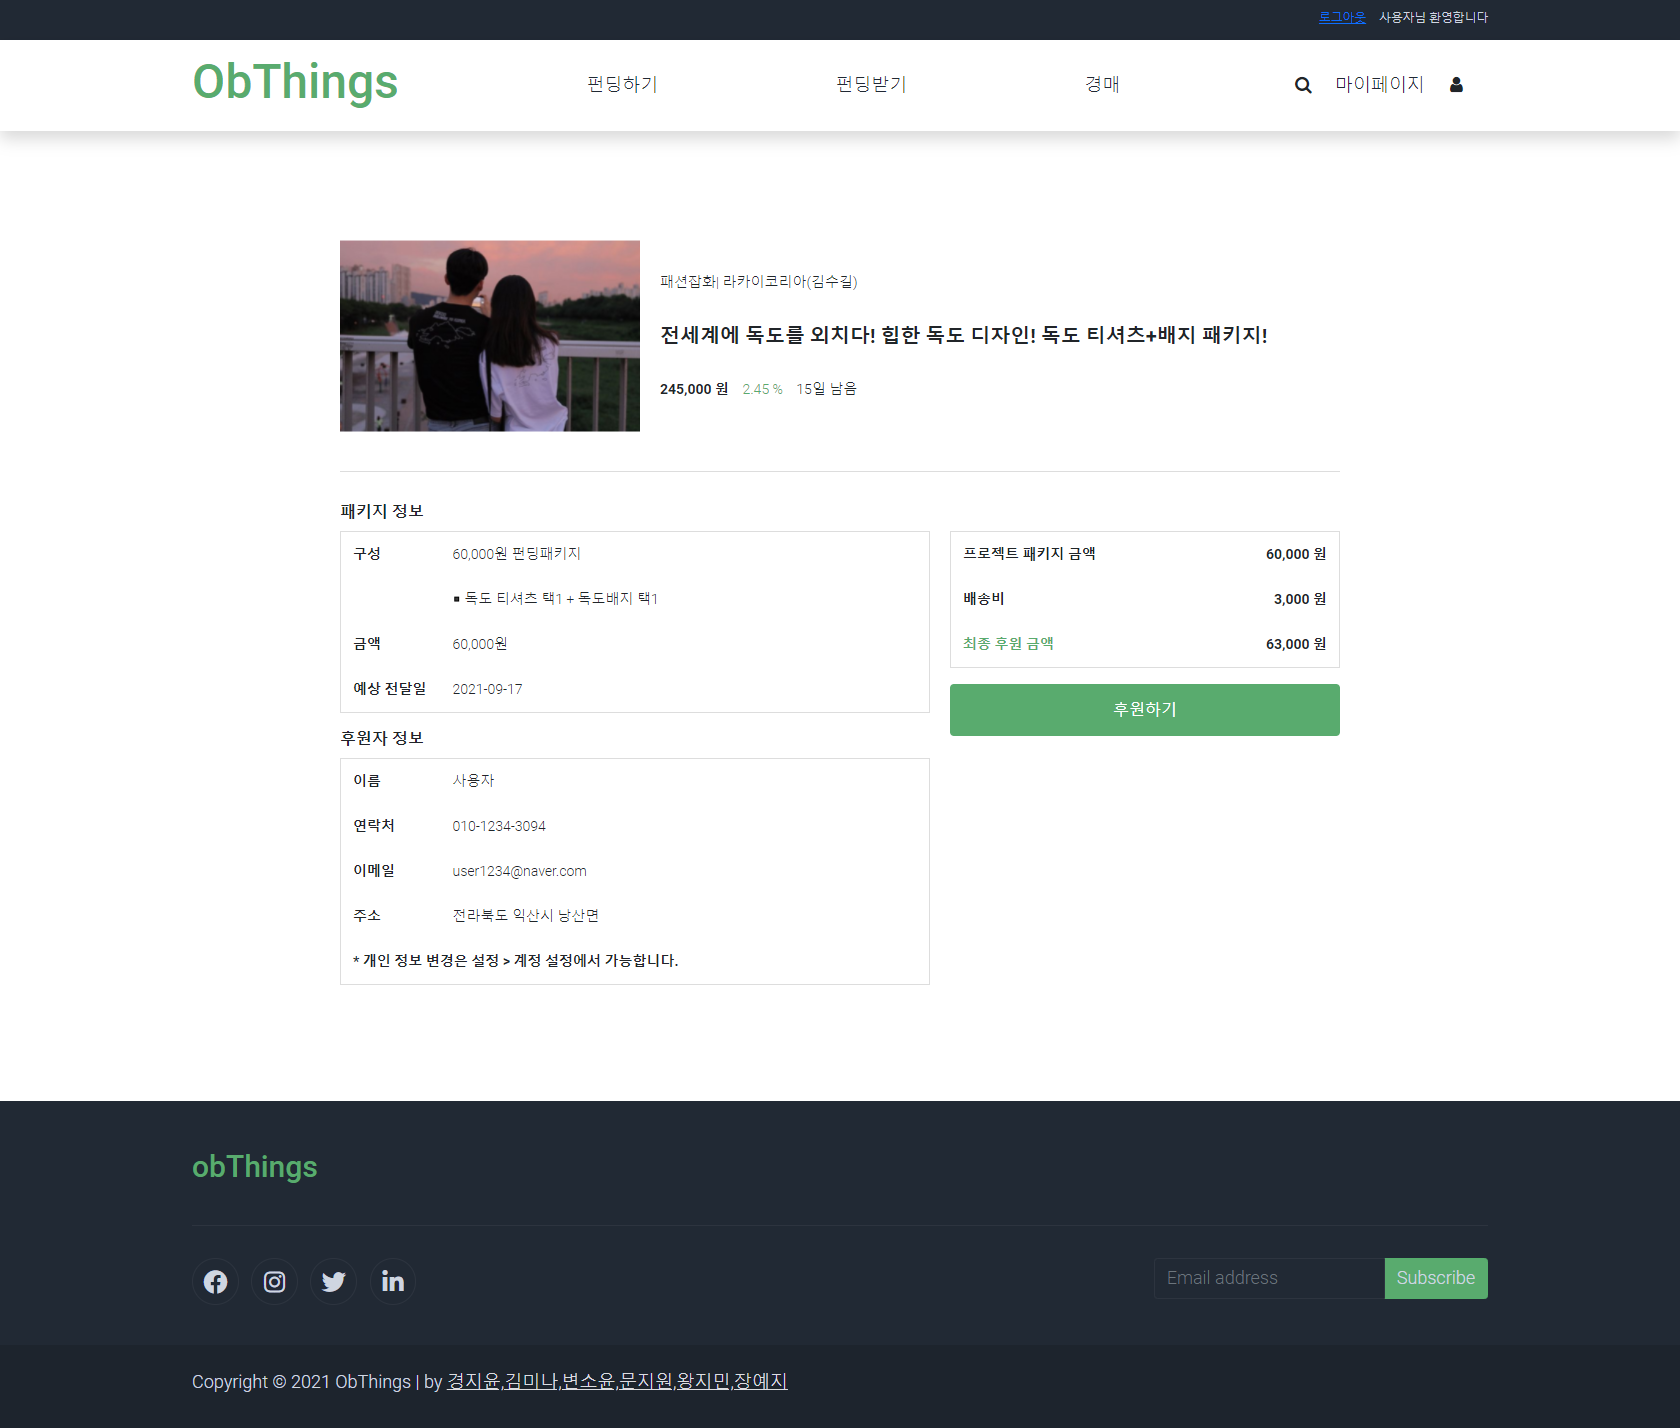 로그아웃 사용자님 환영합니다
ObThings 펀딩하기 펀딩받기 경매 마이페이지
패션잡화| 라카이코리아(김수길)
전세계에 독도를 외치다! 힙한 독도 디자인! 독도 티셔츠+배지 패키지!
245,000 원 2.45 % 15일 남음
패키지 정보
구성 60,000원 펀딩패키지
▪ 독도 티셔츠 택1 + 독도배지 택1
금액 60,000원
예상 전달일 2021-09-17
프로젝트 패키지 금액 60,000 원
배송비 3,000 원
최종 후원 금액 63,000 원
후원하기
후원자 정보
이름 사용자
연락처 010-1234-3094
이메일 user1234@naver.com
주소 전라북도 익산시 낭산면
* 개인 정보 변경은 설정 > 계정 설정에서 가능합니다.
obThings
Email address Subscribe
Copyright © 2021 ObThings | by 경지윤,김미나,변소윤,문지원,왕지민,장예지